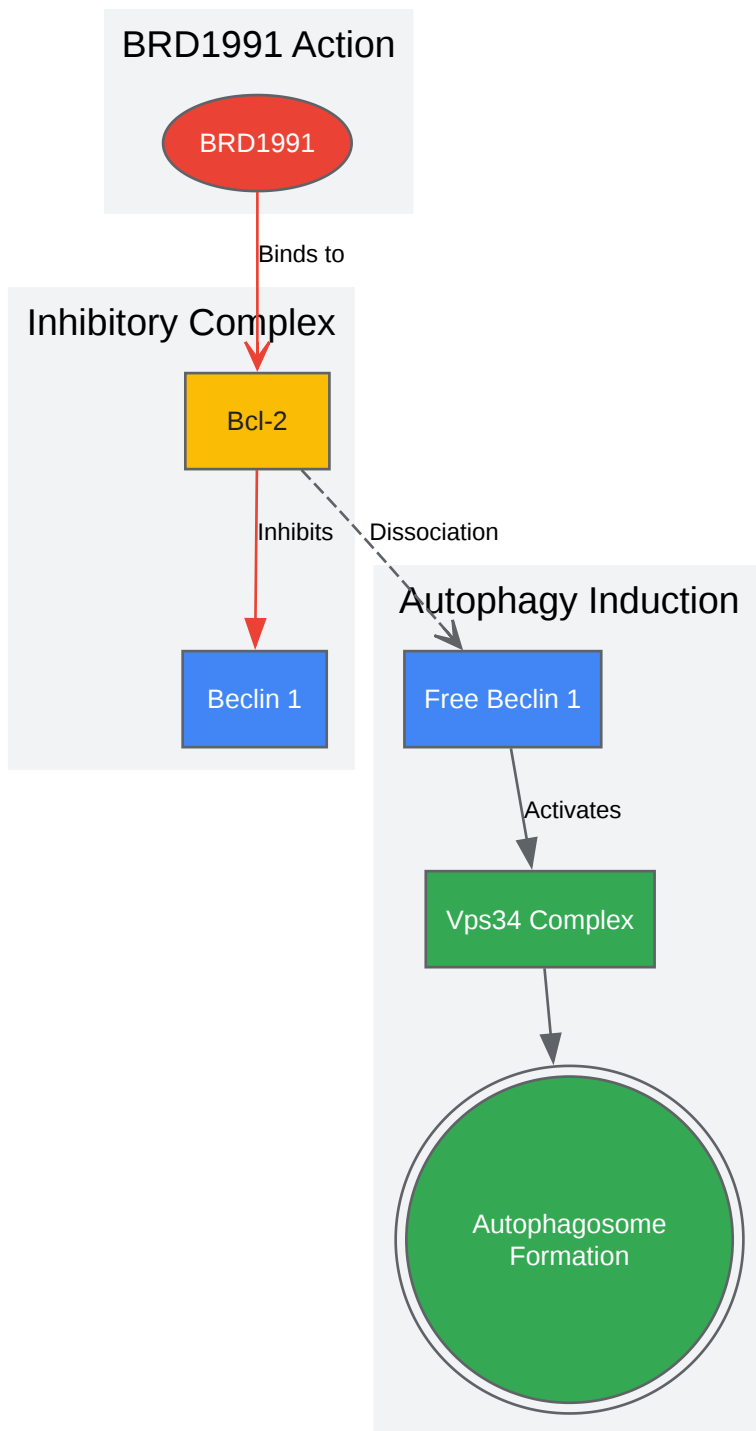 BRD1991 Action
BRD1991
Binds to
Inhibitory Complex
Bcl-2
Inhibits
Dissociation
Autophagy Induction
Beclin 1
Free Beclin 1
Activates
Vps34 Complex
Autophagosome
Formation